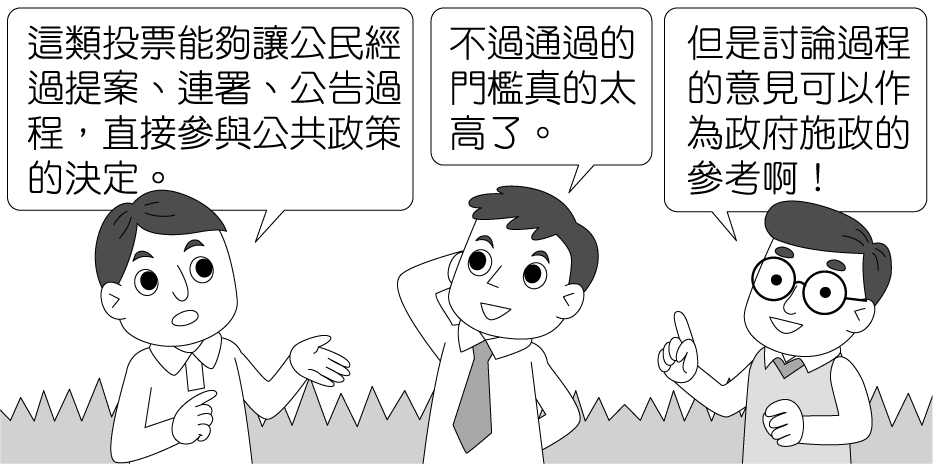 這類投票能夠讓公民經
過提案、連署、公告過
程，直接參與公共政策
的決定。
不過通過的
門檻真的太
高了。
但是討論過程
的意見可以作
為政府施政的
參考啊！